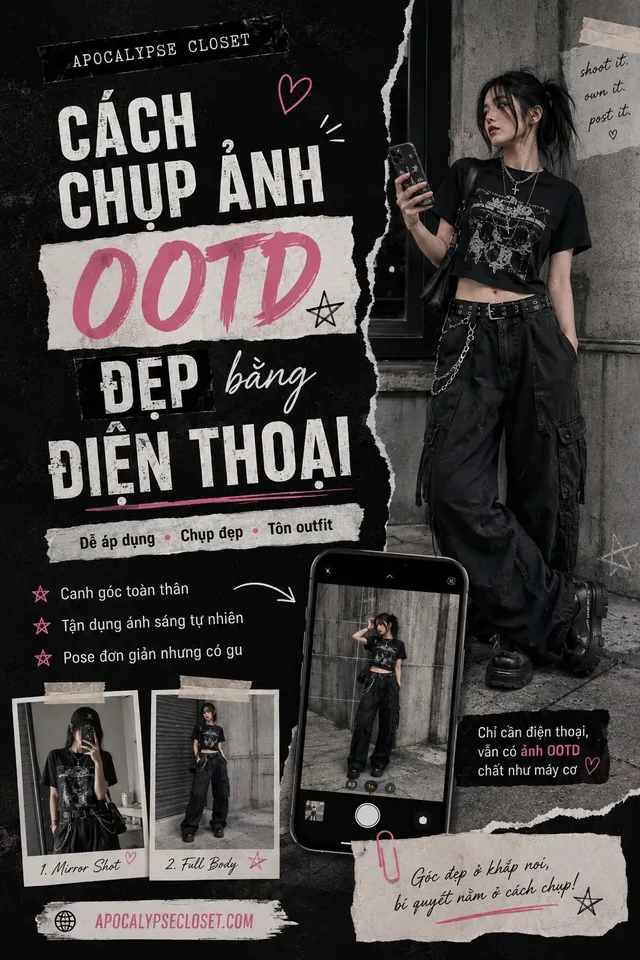 APOCALYPSE CLOSET
CÁCH
CHỤP ẢNH
OOTD
ĐẸP bằng
ĐIỆN THOẠI
Dễ áp dụng • Chụp đẹp • Tôn outfit
Canh góc toàn thân
Tận dụng ánh sáng tự nhiên
Pose đơn giản nhưng có gu
shoot it.
own it.
post it.
1. Mirror Shot
2. Full Body
Chỉ cần điện thoại,
vẫn có ảnh OOTD
chất như máy cơ
Góc đẹp ở khắp nơi,
bí quyết nằm ở cách chụp!
APOCALYPSECLOSET.COM